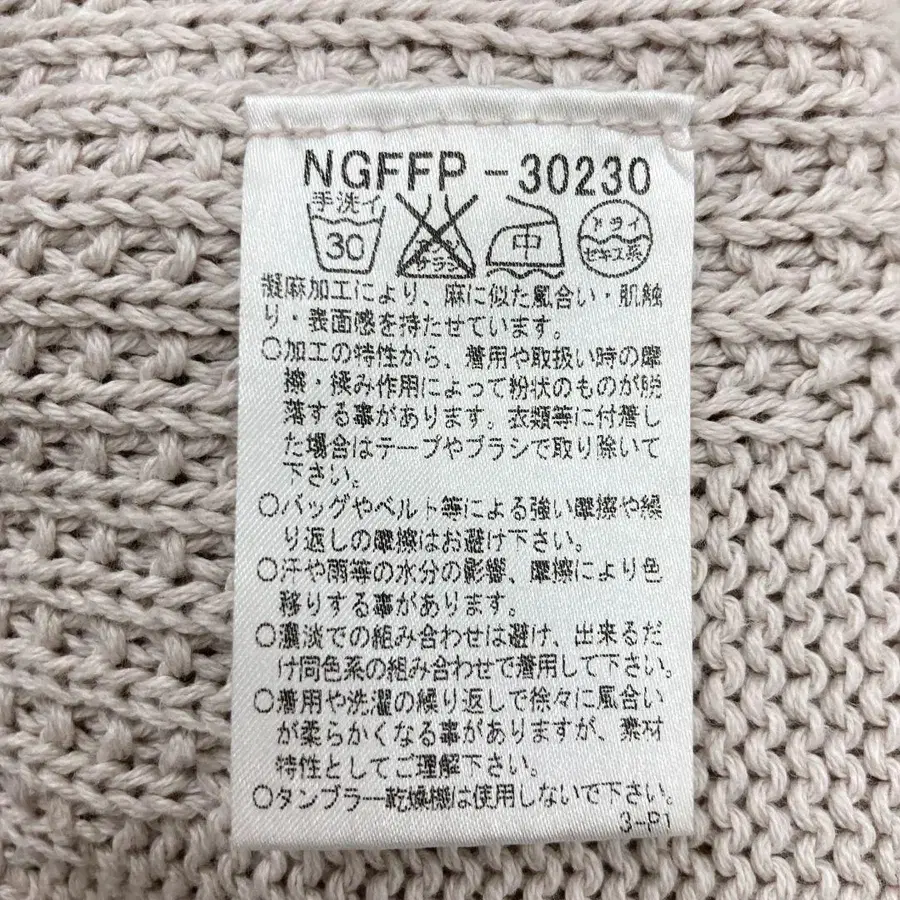 NGFFP-30230
手洗イ
30
エンソサラシ
中
ドライ
セキユ系
擬麻加工により、麻に似た風合い・肌触
り・表面感を持たせています。
○加工の特性から、着用や取扱い時の摩
擦・揉み作用によって粉状のものが脱
落する事があります。衣類等に付着し
た場合はテープやブラシで取り除いて
下さい。
○バッグやベルト等による強い摩擦や繰
り返しの摩擦はお避け下さい。
○汗や雨等の水分の影響、摩擦により色
移りする事があります。
○濃淡での組み合わせは避け、出来るだ
け同色系の組み合わせで着用して下さい。
○着用や洗濯の繰り返しで徐々に風合い
が柔らかくなる事がありますが、素材
特性としてご理解下さい。
○タンブラー乾燥機は使用しないで下さい。
3-P1